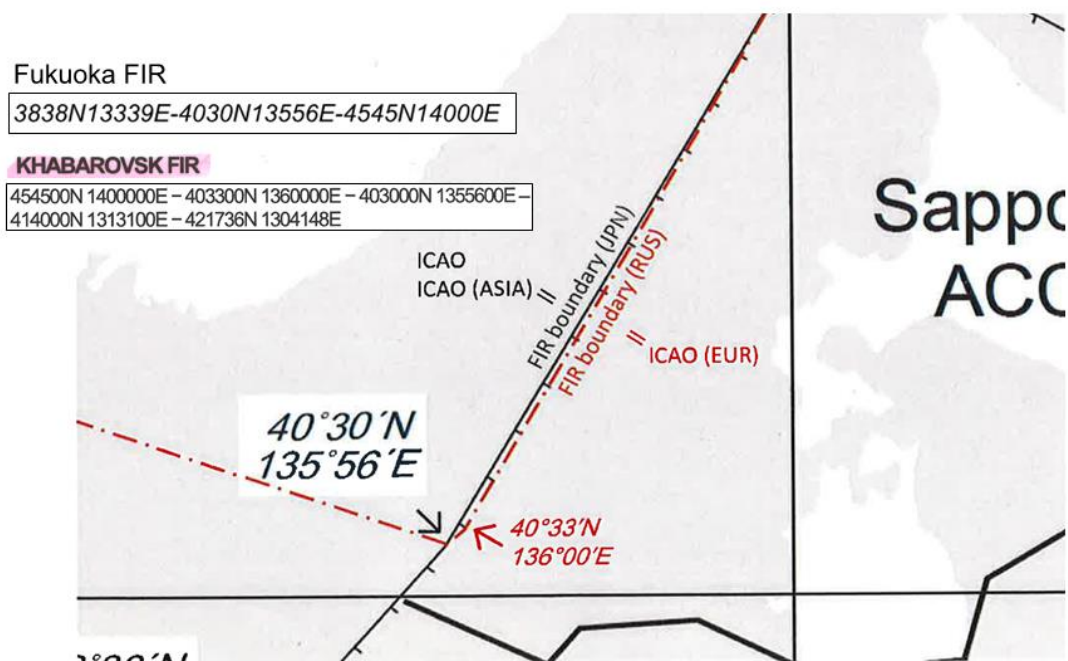 Fukuoka FIR
3838N13339E-4030N13556E-4545N14000E
KHABAROVSK FIR
454500N 1400000E – 403300N 1360000E – 403000N 1355600E –
414000N 1313100E – 421736N 1304148E
ICAO
ICAO (ASIA) =
FIR boundary (JPN)
FIR boundary (RUS)
= ICAO (EUR)
Sappo
ACC
40°30´N
135°56´E
40°33’N
136°00’E